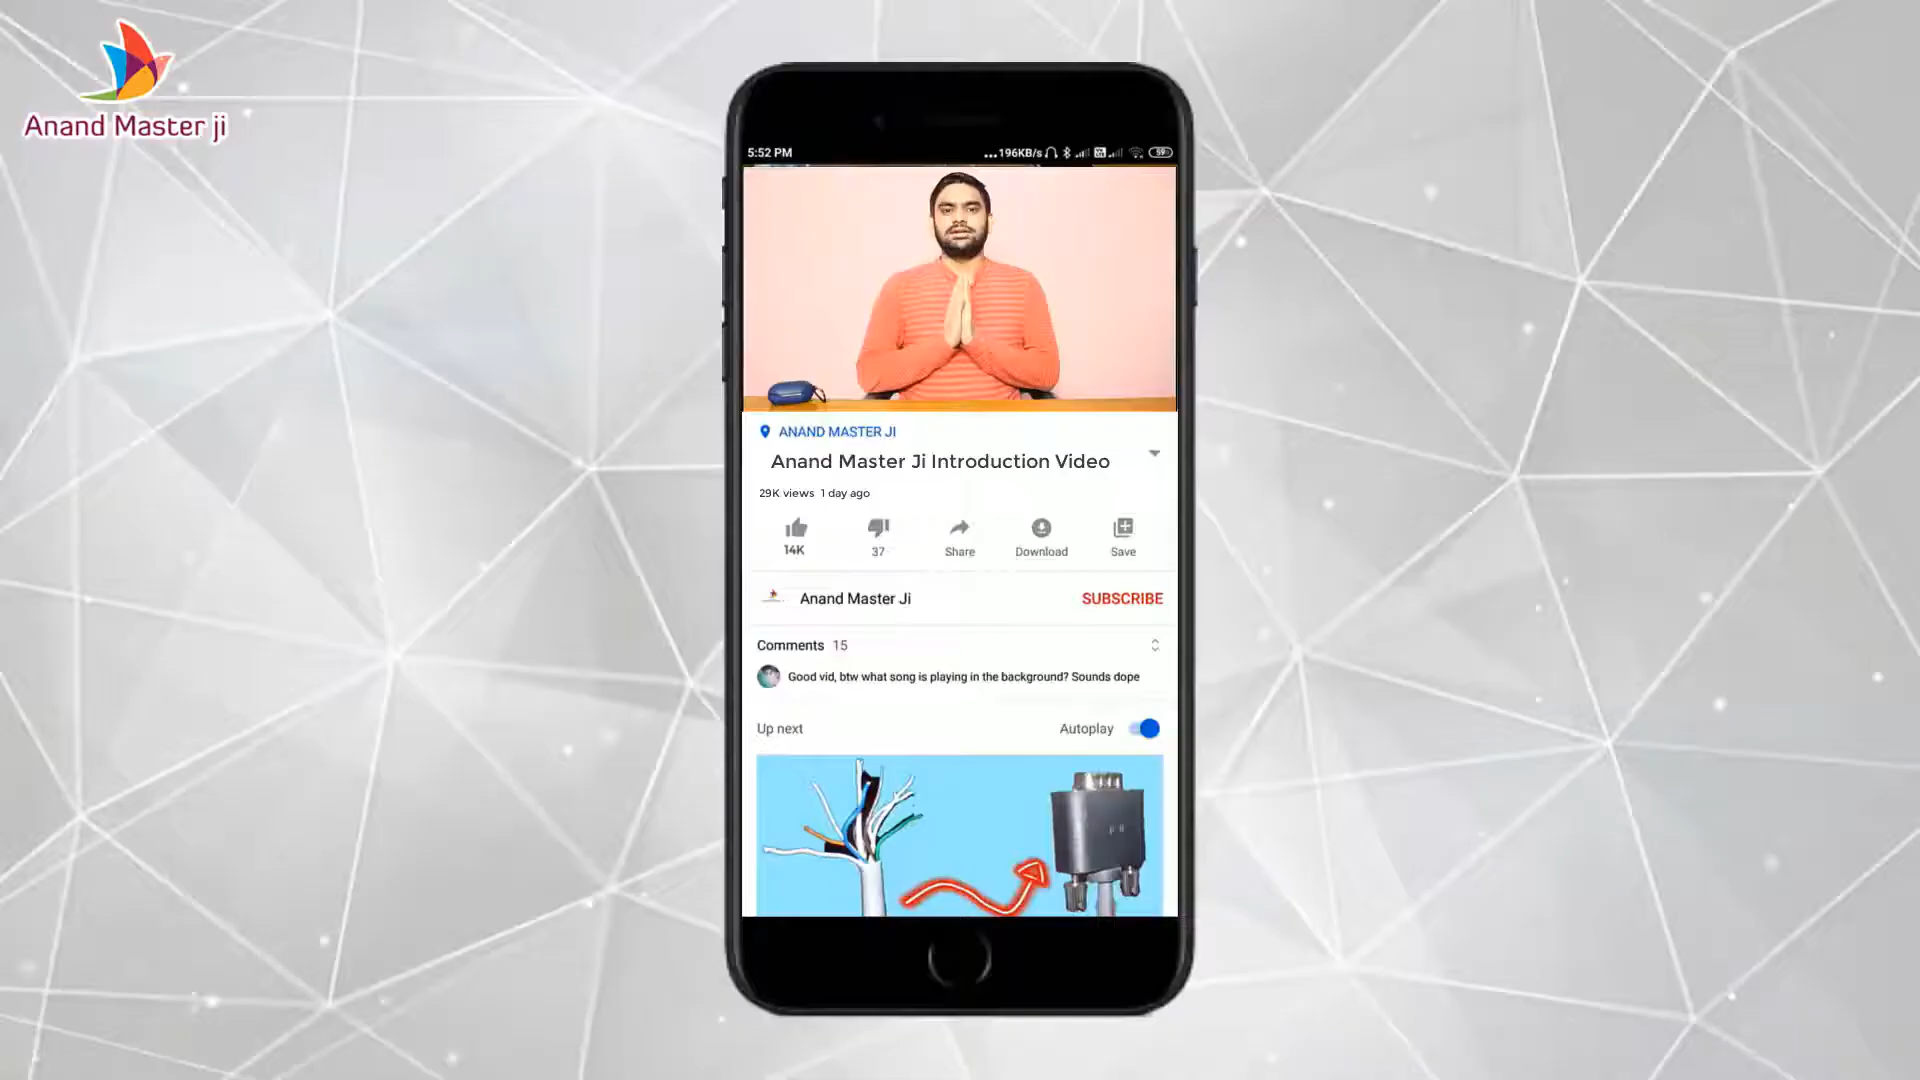 Anand Master ji
5:52 PM
...196KB/s
59
ANAND MASTER JI
Anand Master Ji Introduction Video
29K views 1 day ago
14K
37
Share
Download
Save
Anand Master Ji
SUBSCRIBE
Comments 15
Good vid, btw what song is playing in the background? Sounds dope
Up next
Autoplay